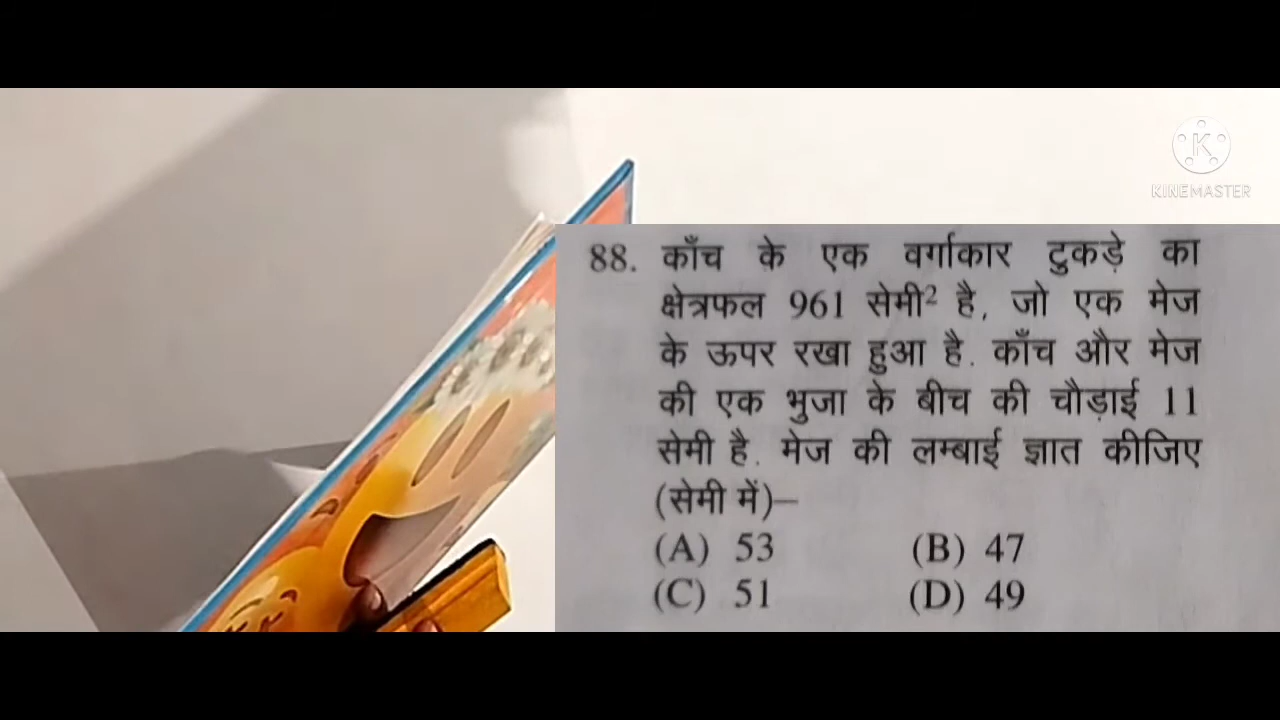 KINEMASTER
88. काँच के एक वर्गाकार टुकड़े का
क्षेत्रफल 961 सेमी² है, जो एक मेज
के ऊपर रखा हुआ है. काँच और मेज
की एक भुजा के बीच की चौड़ाई 11
सेमी है. मेज की लम्बाई ज्ञात कीजिए
(सेमी में)–
(A) 53 (B) 47
(C) 51 (D) 49